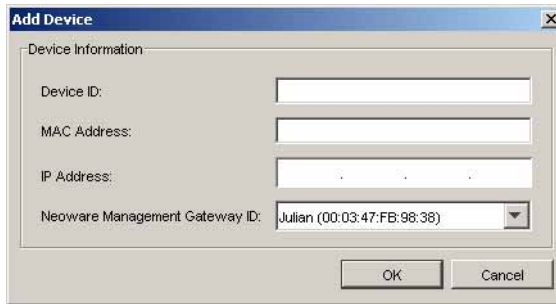 Add Device
Device Information
Device ID:
MAC Address:
IP Address: . . .
Neoware Management Gateway ID: Julian (00:03:47:FB:98:38)
OK Cancel